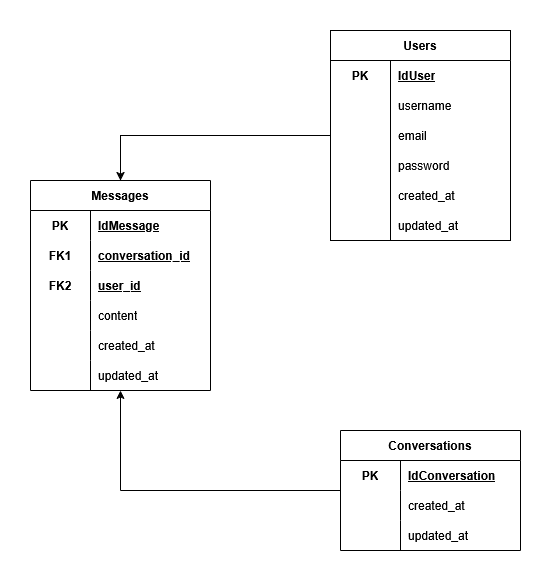 Users
PK IdUser
username
email
password
created_at
updated_at
Messages
PK IdMessage
FK1 conversation_id
FK2 user_id
content
created_at
updated_at
Conversations
PK IdConversation
created_at
updated_at